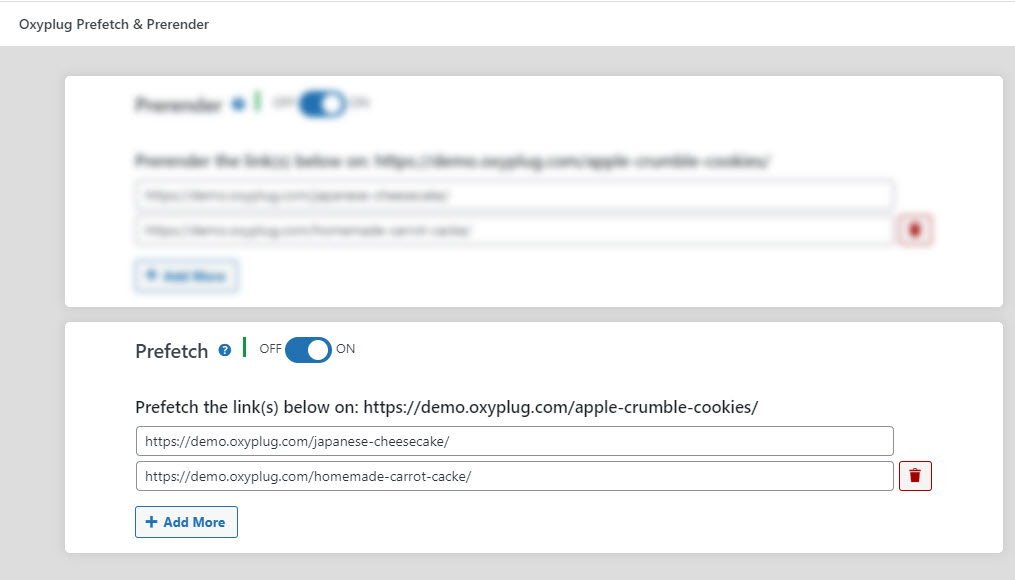 Oxyplug Prefetch & Prerender
Prerender
OFF ON
Prerender the link(s) below on: https://demo.oxyplug.com/apple-crumble-cookies/
https://demo.oxyplug.com/japanese-cheesecake/
https://demo.oxyplug.com/homemade-carrot-cacke/
+ Add More
Prefetch ? OFF ON
Prefetch the link(s) below on: https://demo.oxyplug.com/apple-crumble-cookies/
https://demo.oxyplug.com/japanese-cheesecake/
https://demo.oxyplug.com/homemade-carrot-cacke/
+ Add More